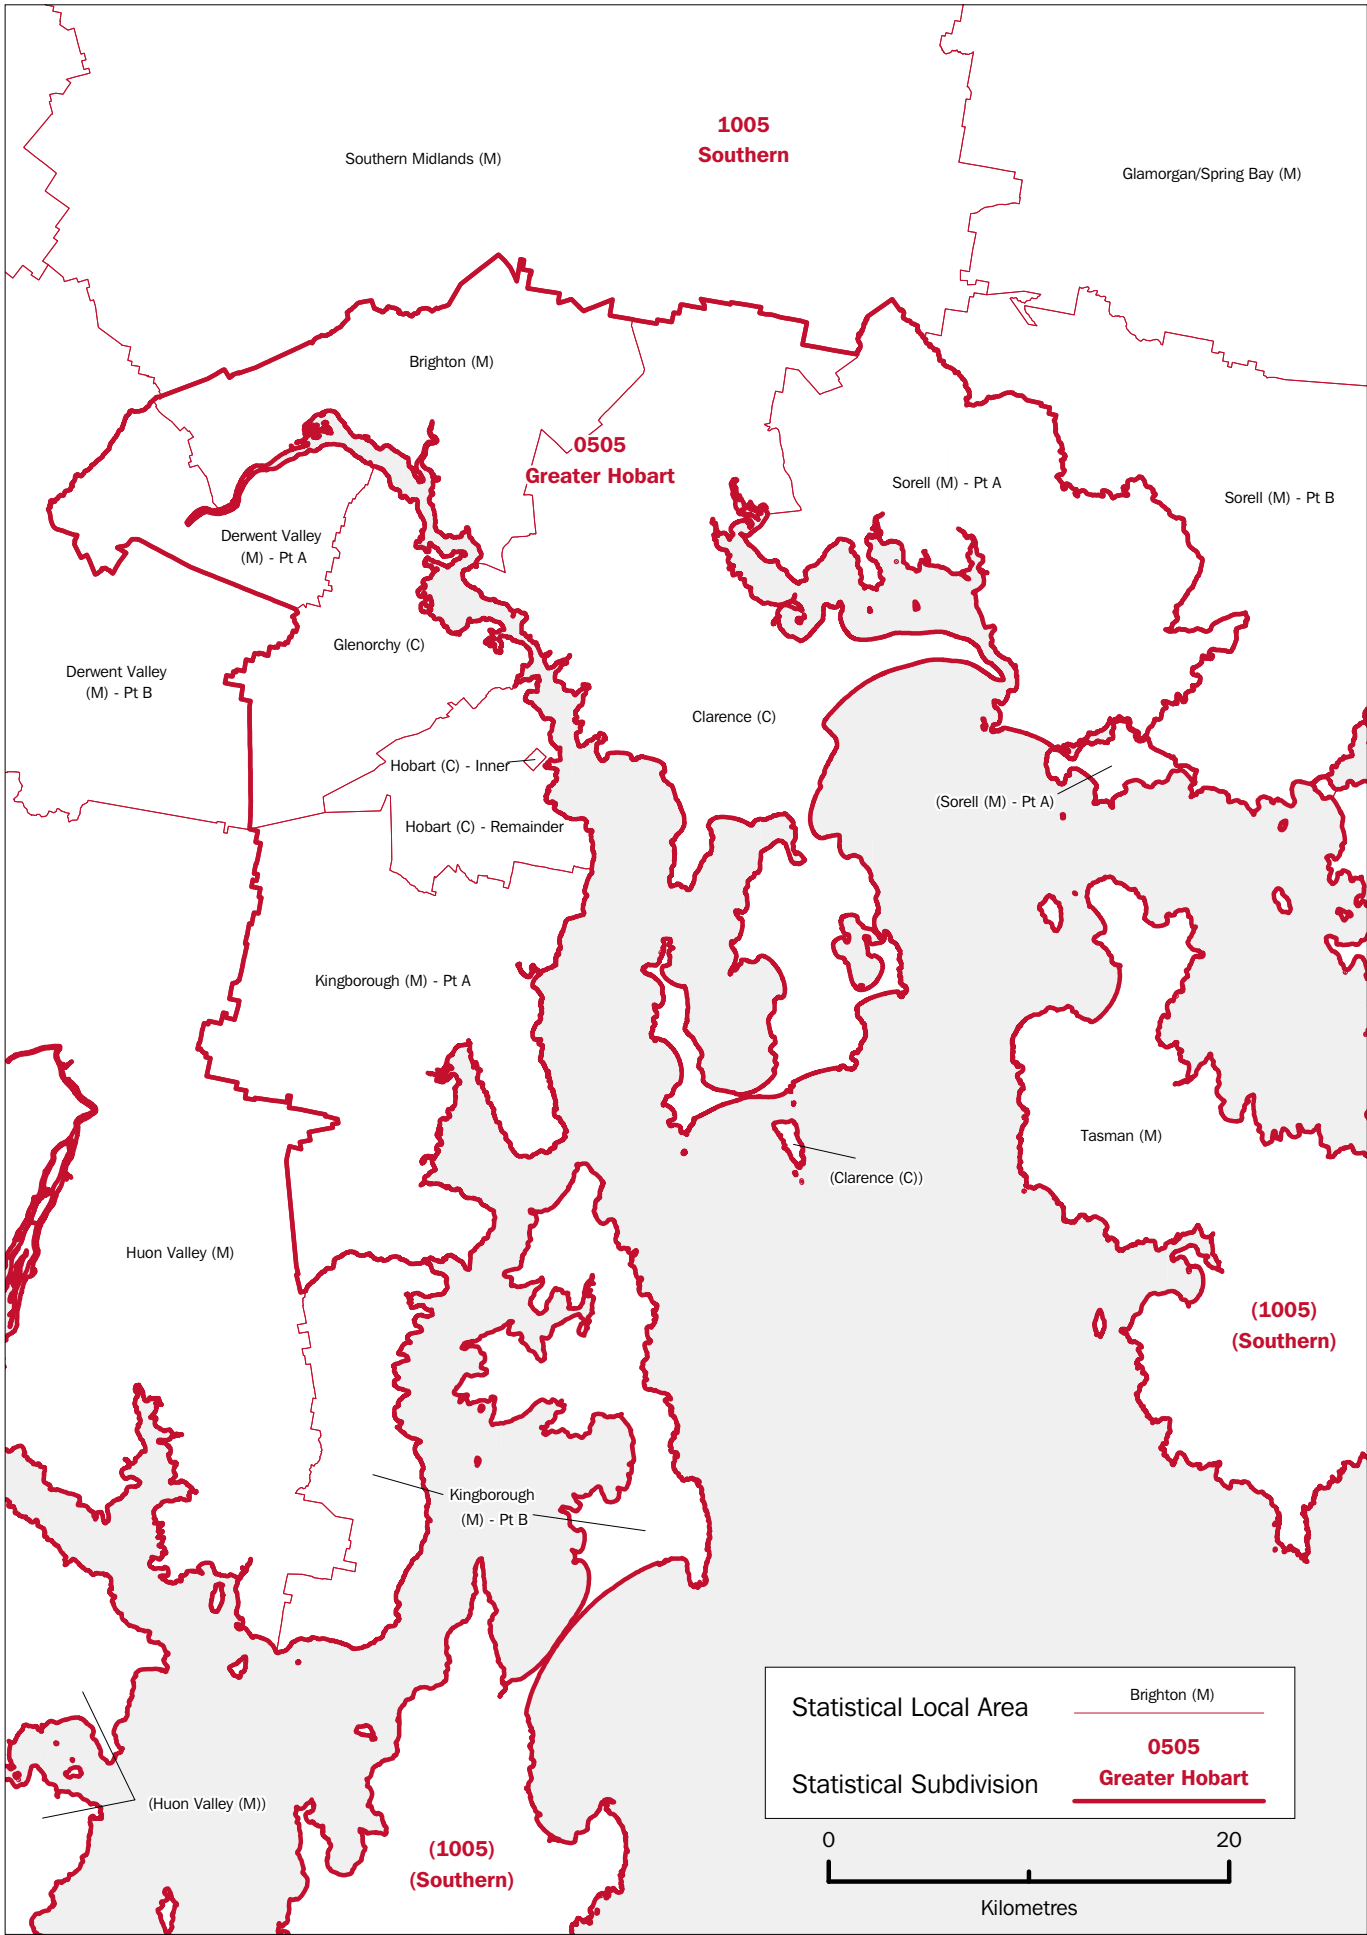 1005
Southern
Southern Midlands (M)
Glamorgan/Spring Bay (M)
Brighton (M)
0505
Greater Hobart
Sorell (M) - Pt A
Sorell (M) - Pt B
Derwent Valley
(M) - Pt A
Glenorchy (C)
Derwent Valley
(M) - Pt B
Clarence (C)
Hobart (C) - Inner
(Sorell (M) - Pt A)
Hobart (C) - Remainder
Kingborough (M) - Pt A
Tasman (M)
(Clarence (C))
Huon Valley (M)
(1005)
(Southern)
Kingborough
(M) - Pt B
(Huon Valley (M))
(1005)
(Southern)
Statistical Local Area
Brighton (M)
0505
Greater Hobart
Statistical Subdivision
0 20
Kilometres